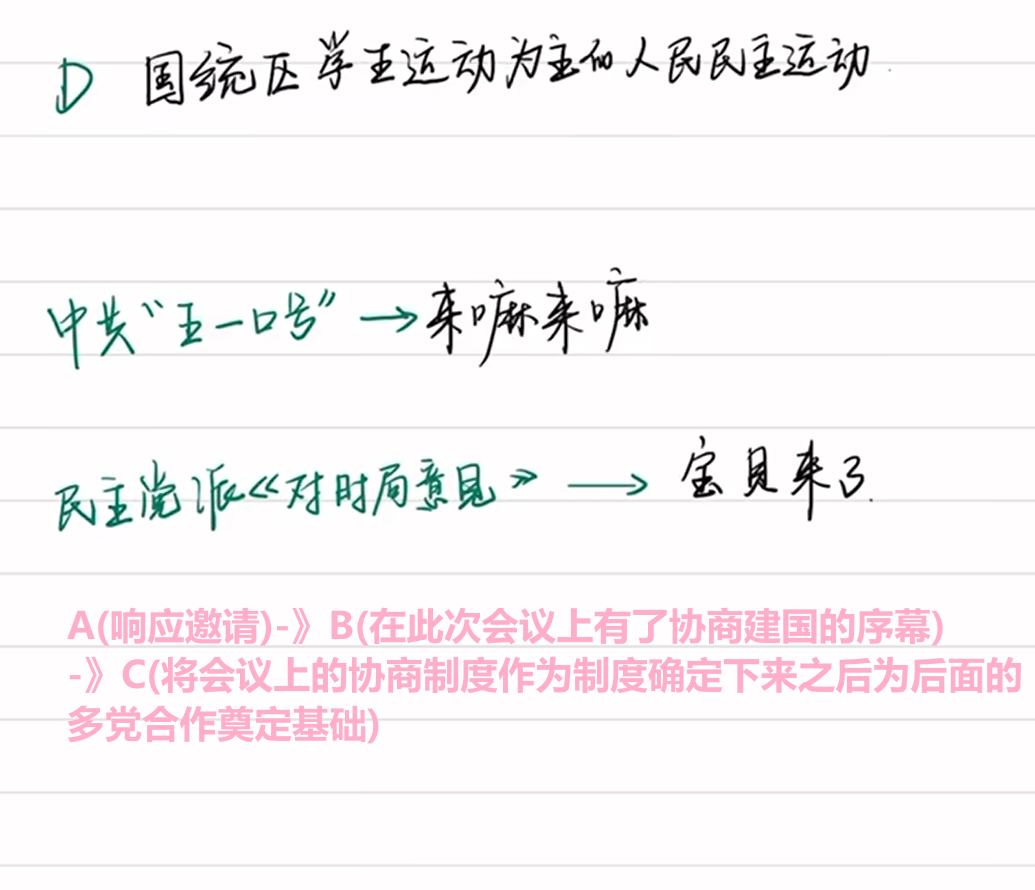 D 国统区学生运动为主的人民民主运动
中共“五一口号”→来嘛来嘛
民主党派《对时局意见》→宝贝来了.
A(响应邀请)-》B(在此次会议上有了协商建国的序幕)
-》C(将会议上的协商制度作为制度确定下来之后为后面的
多党合作奠定基础)